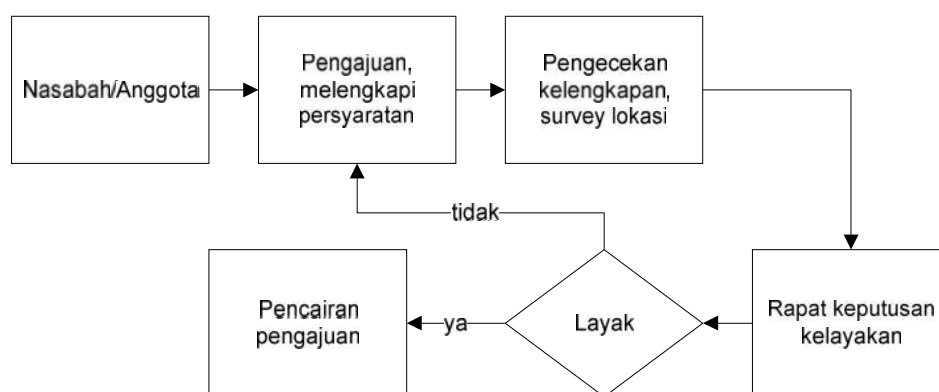 Nasabah/Anggota
Pengajuan,
melengkapi
persyaratan
Pengecekan
kelengkapan,
survey lokasi
tidak
Pencairan
pengajuan
ya
Layak
Rapat keputusan
kelayakan